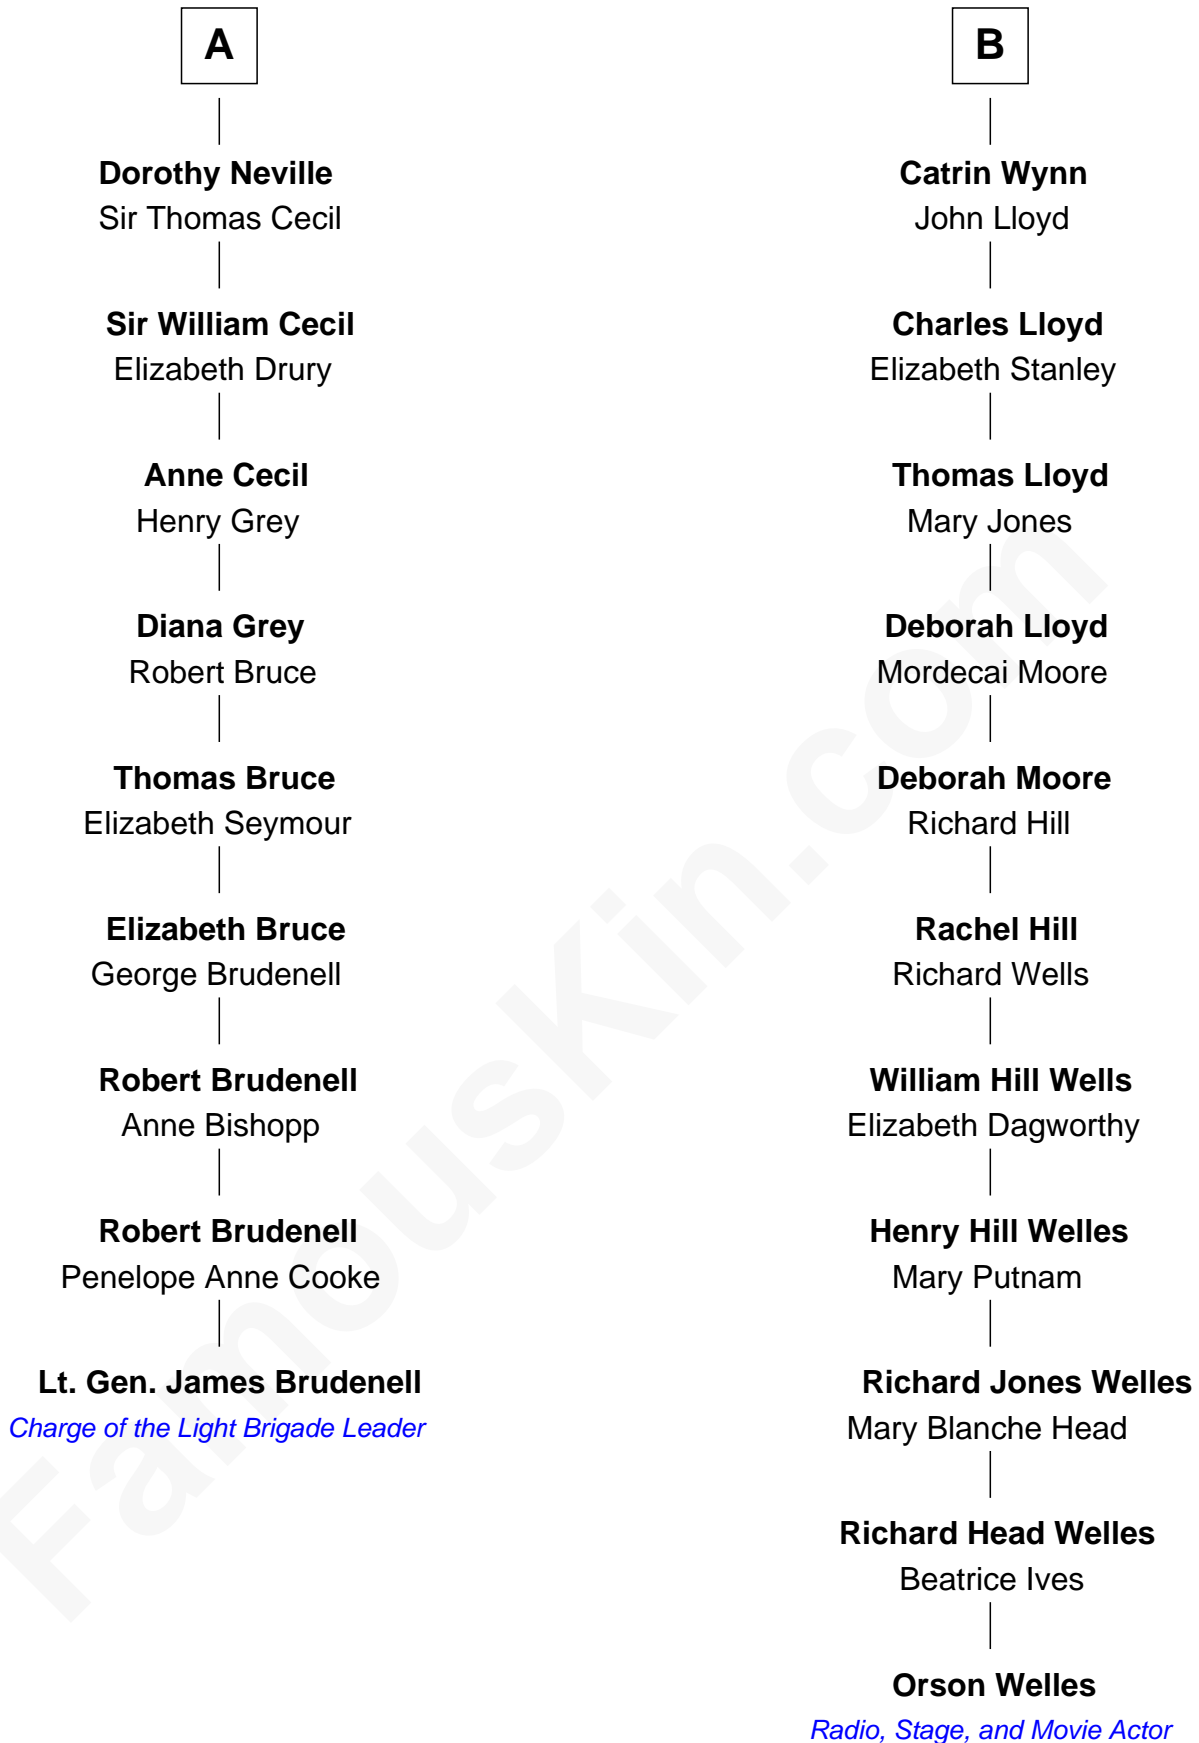 A
Dorothy Neville
Sir Thomas Cecil
Sir William Cecil
Elizabeth Drury
Anne Cecil
Henry Grey
Diana Grey
Robert Bruce
Thomas Bruce
Elizabeth Seymour
Elizabeth Bruce
George Brudenell
Robert Brudenell
Anne Bishopp
Robert Brudenell
Penelope Anne Cooke
Lt. Gen. James Brudenell
Charge of the Light Brigade Leader
B
Catrin Wynn
John Lloyd
Charles Lloyd
Elizabeth Stanley
Thomas Lloyd
Mary Jones
Deborah Lloyd
Mordecai Moore
Deborah Moore
Richard Hill
Rachel Hill
Richard Wells
William Hill Wells
Elizabeth Dagworthy
Henry Hill Welles
Mary Putnam
Richard Jones Welles
Mary Blanche Head
Richard Head Welles
Beatrice Ives
Orson Welles
Radio, Stage, and Movie Actor
FamousKin.com